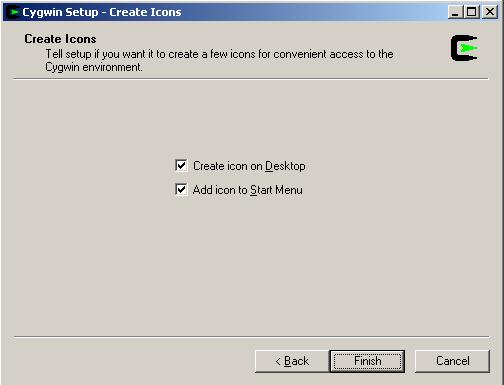 Cygwin Setup - Create Icons
Create Icons
Tell setup if you want it to create a few icons for convenient access to the
Cygwin environment.
Create icon on Desktop
Add icon to Start Menu
< Back Finish Cancel